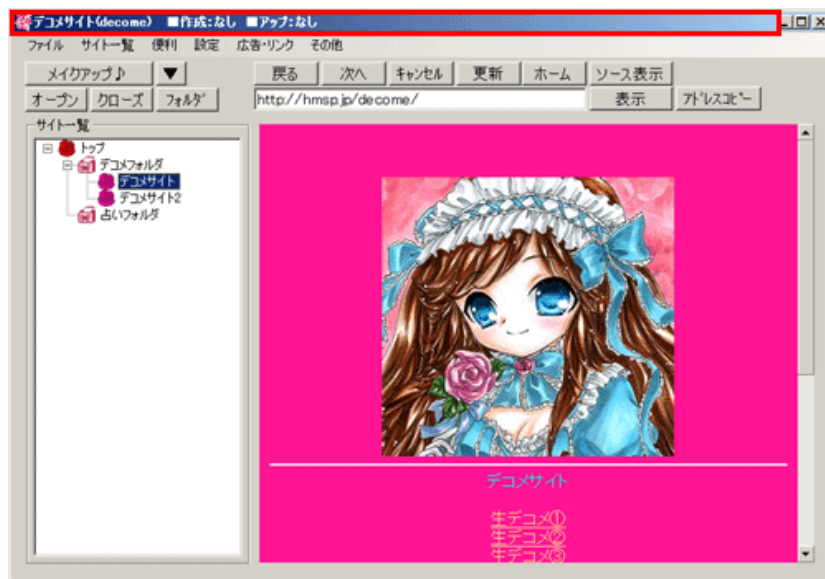 デコメサイト(decome) ■作成:なし ■アップ:なし
ファイル サイト一覧 便利 設定 広告・リンク その他
メイクアップ♪ ▼ 戻る 次へ ｷｬﾝｾﾙ 更新 ホーム ソース表示
オープン クローズ ﾌｫﾙﾀﾞ http://hmsp.jp/decome/ 表示 ｱﾄﾞﾚｽｺﾋﾟｰ
サイト一覧
トップ
デコメフォルダ
デコメサイト
デコメサイト2
占いフォルダ
デコメサイト
生デコメ①
生デコメ②
生デコメ③